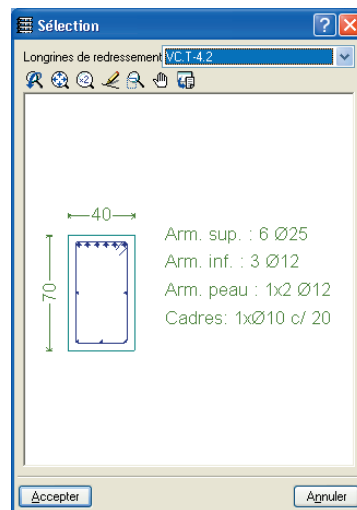 Sélection
Longrines de redressement VC.T-4.2
x2
40
70
Arm. sup. : 6 Ø25
Arm. inf. : 3 Ø12
Arm. peau : 1x2 Ø12
Cadres: 1xØ10 c/ 20
Accepter
Annuler